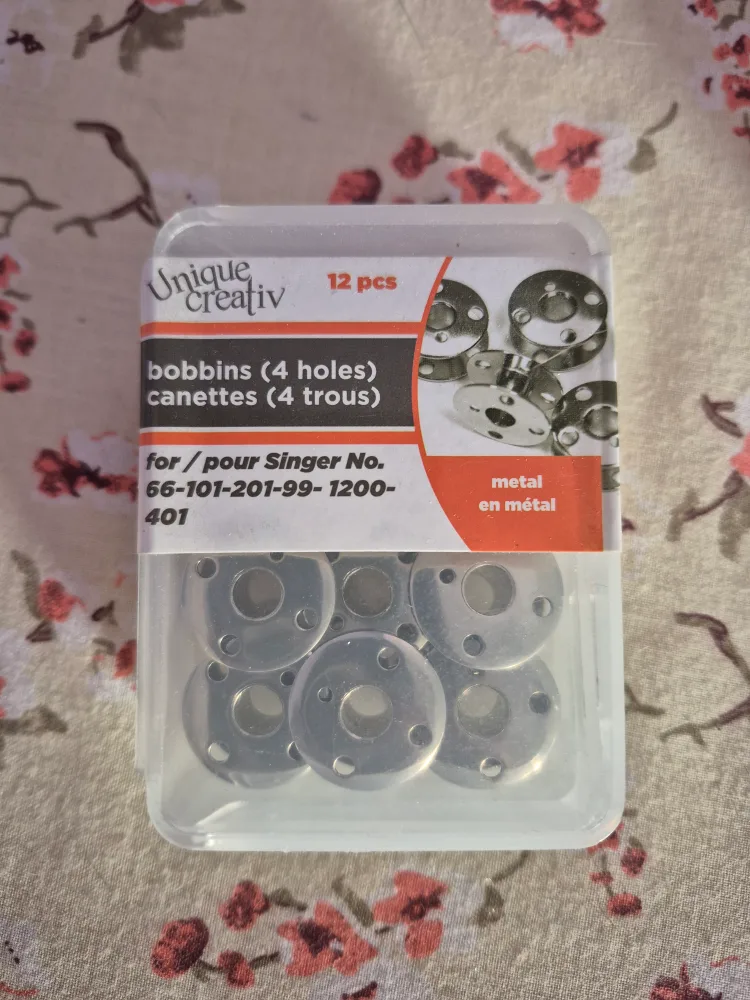 Unique
creativ
12 pcs
bobbins (4 holes)
canettes (4 trous)
for / pour Singer No.
66-101-201-99- 1200-
401
metal
en métal